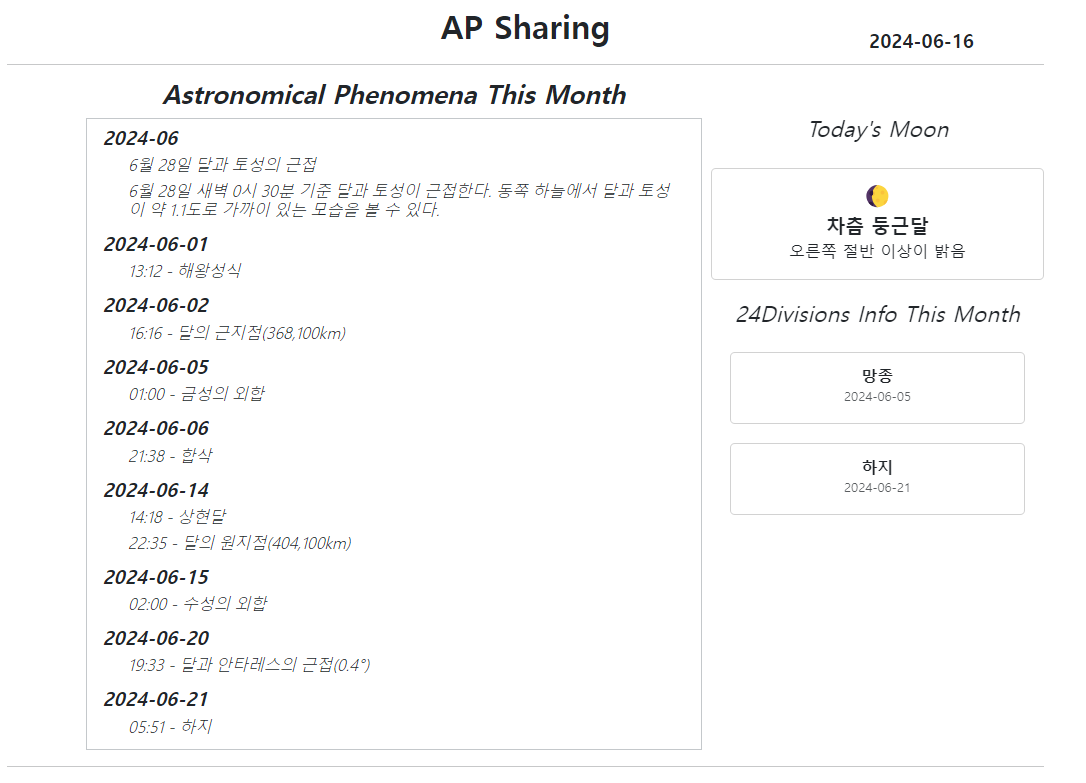 AP Sharing
2024-06-16
Astronomical Phenomena This Month
2024-06
6월 28일 달과 토성의 근접
6월 28일 새벽 0시 30분 기준 달과 토성이 근접한다. 동쪽 하늘에서 달과 토성
이 약 1.1도로 가까이 있는 모습을 볼 수 있다.
2024-06-01
13:12 - 해왕성식
2024-06-02
16:16 - 달의 근지점(368,100km)
2024-06-05
01:00 - 금성의 외합
2024-06-06
21:38 - 합삭
2024-06-14
14:18 - 상현달
22:35 - 달의 원지점(404,100km)
2024-06-15
02:00 - 수성의 외합
2024-06-20
19:33 - 달과 안타레스의 근접(0.4°)
2024-06-21
05:51 - 하지
Today's Moon
차츰 둥근달
오른쪽 절반 이상이 밝음
24Divisions Info This Month
망종
2024-06-05
하지
2024-06-21